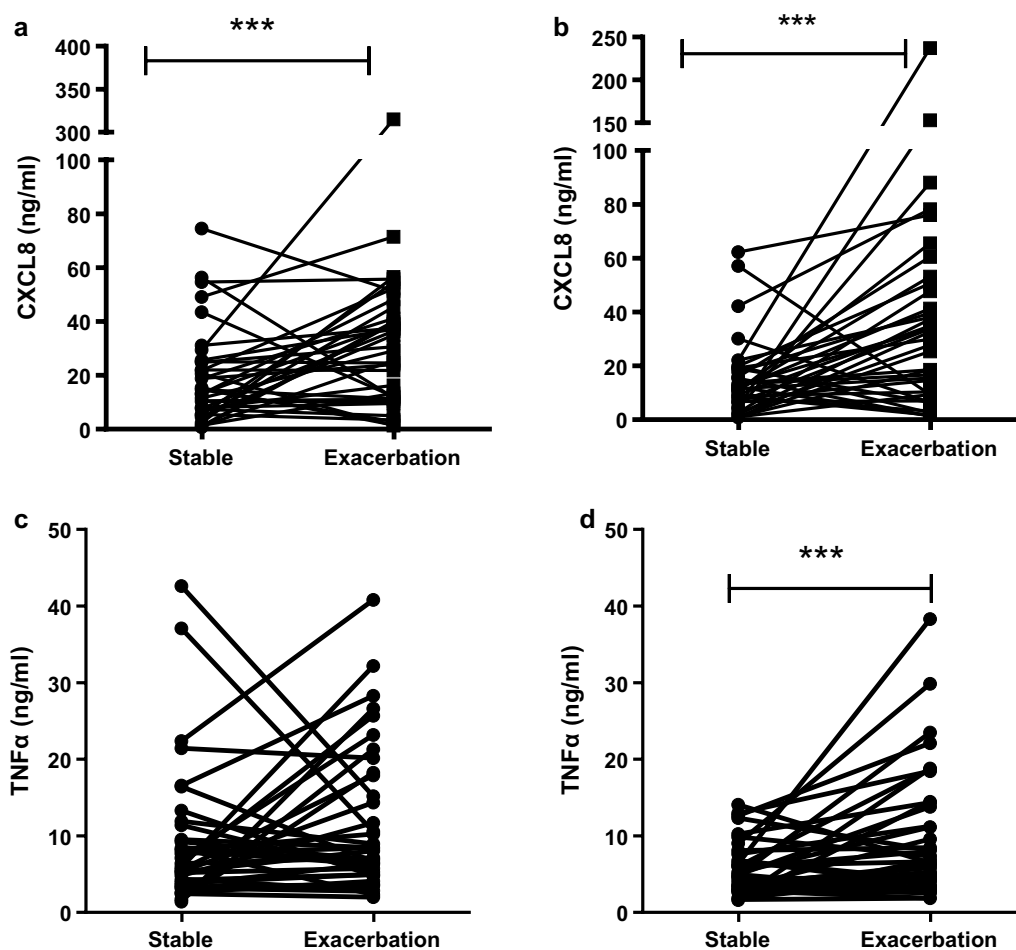 a
***
400
350
300
100
80
60
40
20
0
CXCL8 (ng/ml)
Stable Exacerbation
b
***
250
200
150
100
80
60
40
20
0
CXCL8 (ng/ml)
Stable Exacerbation
c
50
40
30
20
10
0
TNFα (ng/ml)
Stable Exacerbation
d
***
50
40
30
20
10
0
TNFα (ng/ml)
Stable Exacerbation